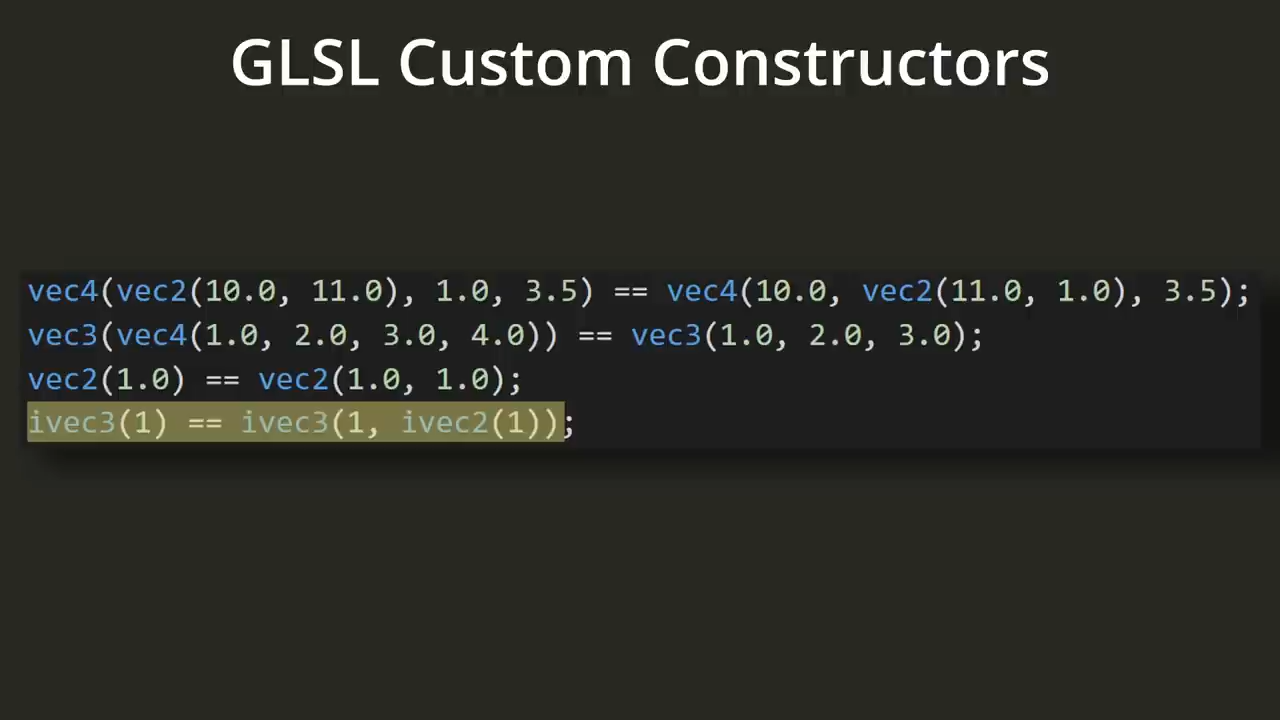 GLSL Custom Constructors
vec4(vec2(10.0, 11.0), 1.0, 3.5) == vec4(10.0, vec2(11.0, 1.0), 3.5);
vec3(vec4(1.0, 2.0, 3.0, 4.0)) == vec3(1.0, 2.0, 3.0);
vec2(1.0) == vec2(1.0, 1.0);
ivec3(1) == ivec3(1, ivec2(1));